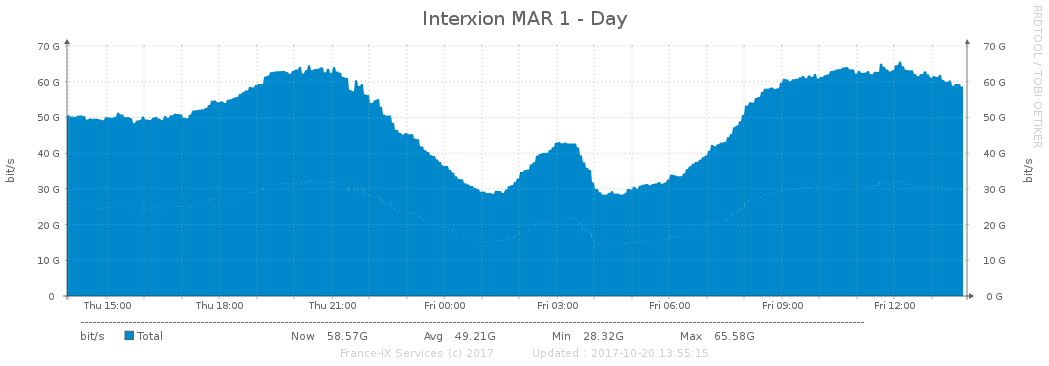 Interxion MAR 1 - Day
RRDTOOL / TOBI OETIKER
bit/s
70 G
60 G
50 G
40 G
30 G
20 G
10 G
0
70 G
60 G
50 G
40 G
30 G
20 G
10 G
0 G
bit/s
Thu 15:00 Thu 18:00 Thu 21:00 Fri 00:00 Fri 03:00 Fri 06:00 Fri 09:00 Fri 12:00
bit/s Total Now 58.57G Avg 49.21G Min 28.32G Max 65.58G
France-IX Services (c) 2017 Updated : 2017-10-20 13:55:15